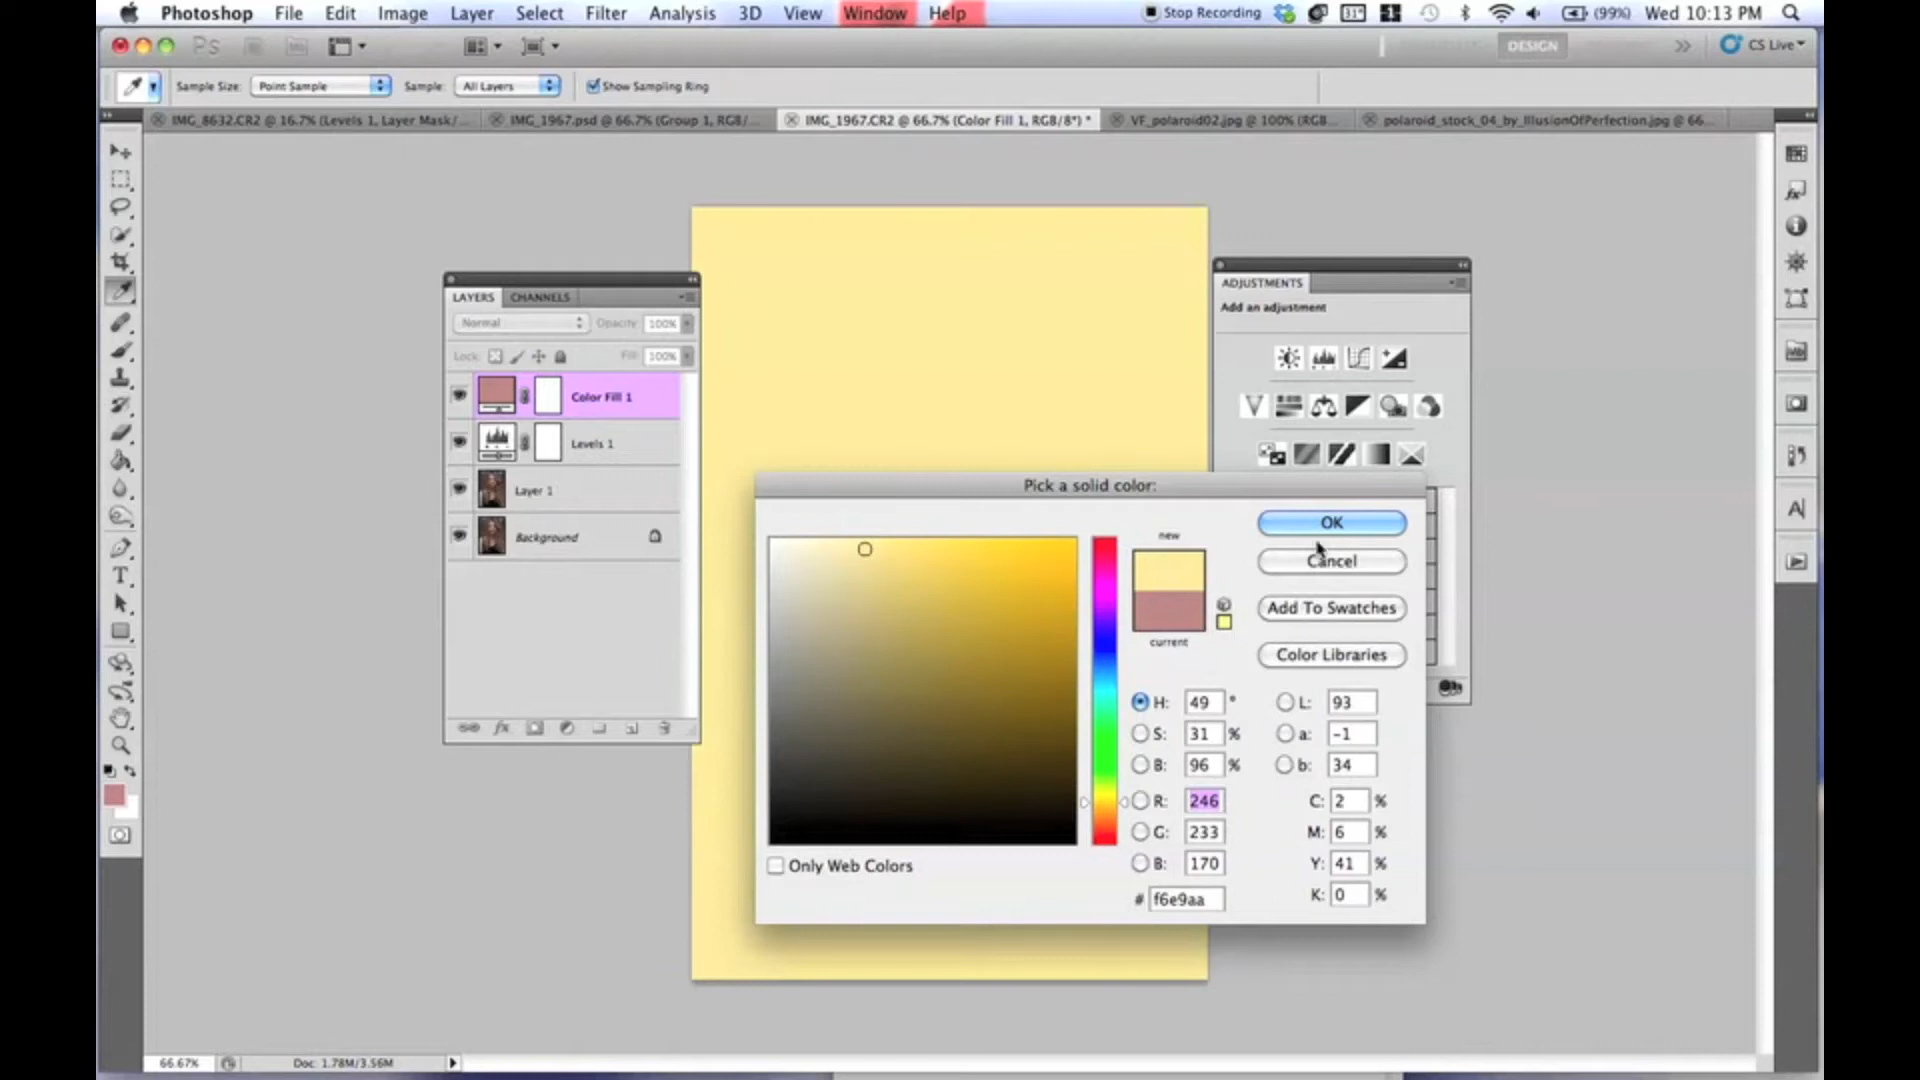 Photoshop File Edit Image Layer Select Filter Analysis 3D View Window Help Stop Recording 31 1 (99%) Wed 10:13 PM
Ps DESIGN CS Live
Sample Size: Point Sample Sample: All Layers Show Sampling Ring
IMG_8632.CR2 @ 16.7% (Levels 1, Layer Mask/... IMG_1967.psd @ 66.7% (Group 1, RGB/... IMG_1967.CR2 @ 66.7% (Color Fill 1, RGB/8*) * VF_polaroid02.jpg @ 100% (RGB... polaroid_stock_04_by_IllusionOfPerfection.jpg @ 66...
LAYERS CHANNELS
Normal Opacity: 100%
Lock: Fill: 100%
Color Fill 1
Levels 1
Layer 1
Background
ADJUSTMENTS
Add an adjustment
Pick a solid color:
new
current
OK
Cancel
Add To Swatches
Color Libraries
H: 49 ° L: 93
S: 31 % a: -1
B: 96 % b: 34
R: 246 C: 2 %
G: 233 M: 6 %
B: 170 Y: 41 %
# f6e9aa K: 0 %
Only Web Colors
66.67% Doc: 1.78M/3.56M